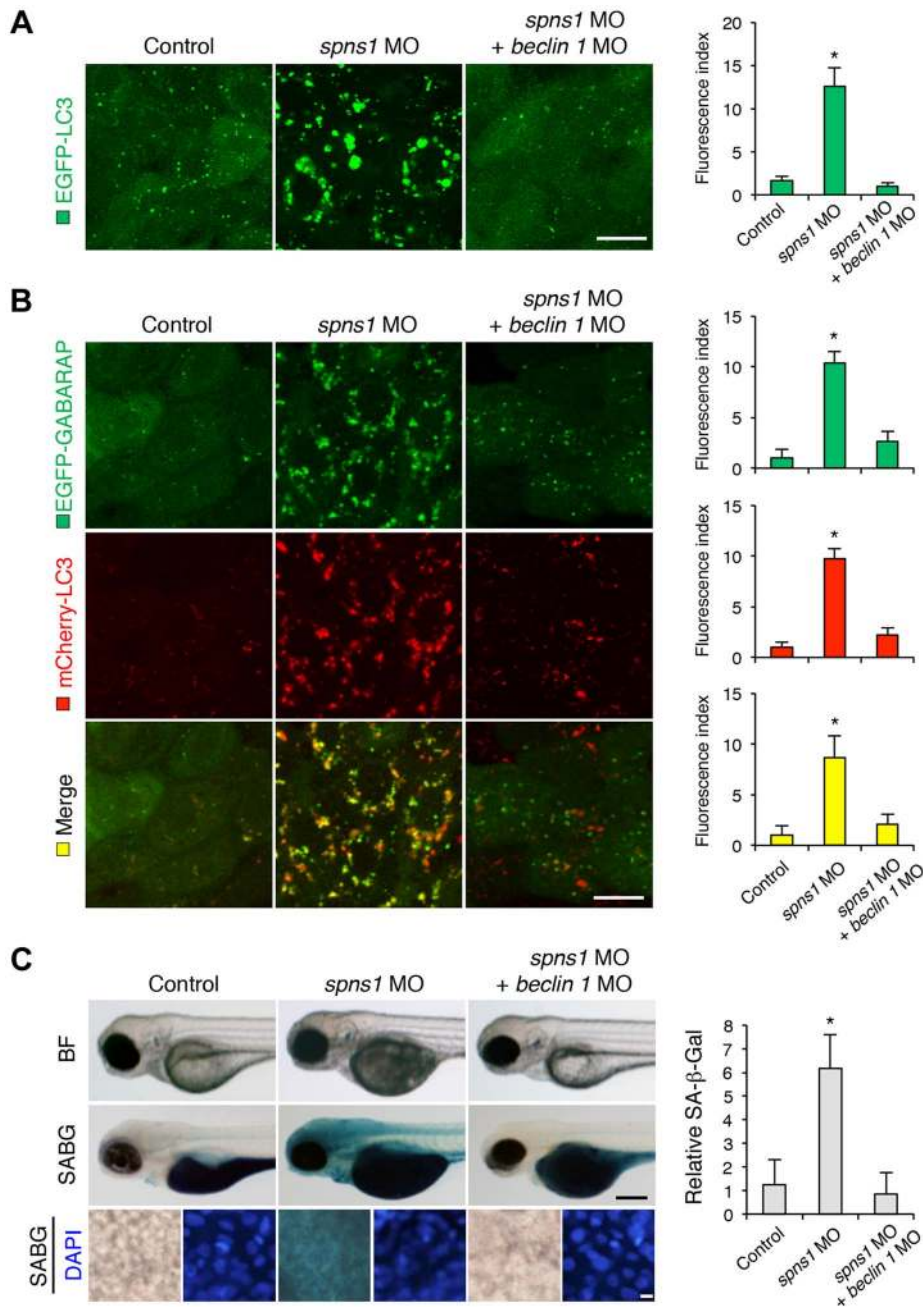 A
Control
spns1 MO
spns1 MO
+ beclin 1 MO
EGFP-LC3
Fluorescence index
20
15
10
5
0
Control
spns1 MO
spns1 MO
+ beclin 1 MO
B
Control
spns1 MO
spns1 MO
+ beclin 1 MO
EGFP-GABARAP
Fluorescence index
15
10
5
0
*
mCherry-LC3
Fluorescence index
15
10
5
0
*
Merge
Fluorescence index
15
10
5
0
*
Control
spns1 MO
spns1 MO
+ beclin 1 MO
C
Control
spns1 MO
spns1 MO
+ beclin 1 MO
BF
SABG
SABG
DAPI
Relative SA-β-Gal
8
7
6
5
4
3
2
1
0
*
Control
spns1 MO
spns1 MO
+ beclin 1 MO